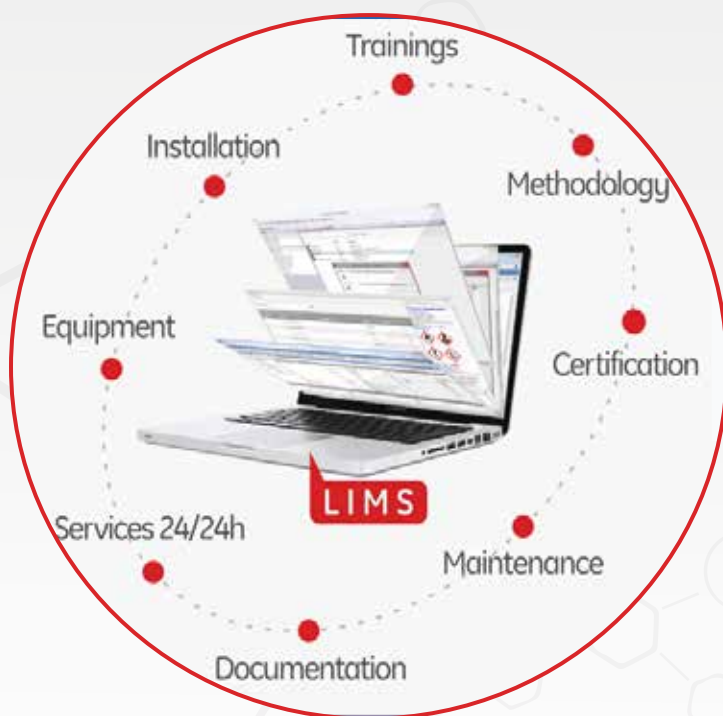 Trainings
Installation
Methodology
Equipment
Certification
LIMS
Services 24/24h
Maintenance
Documentation